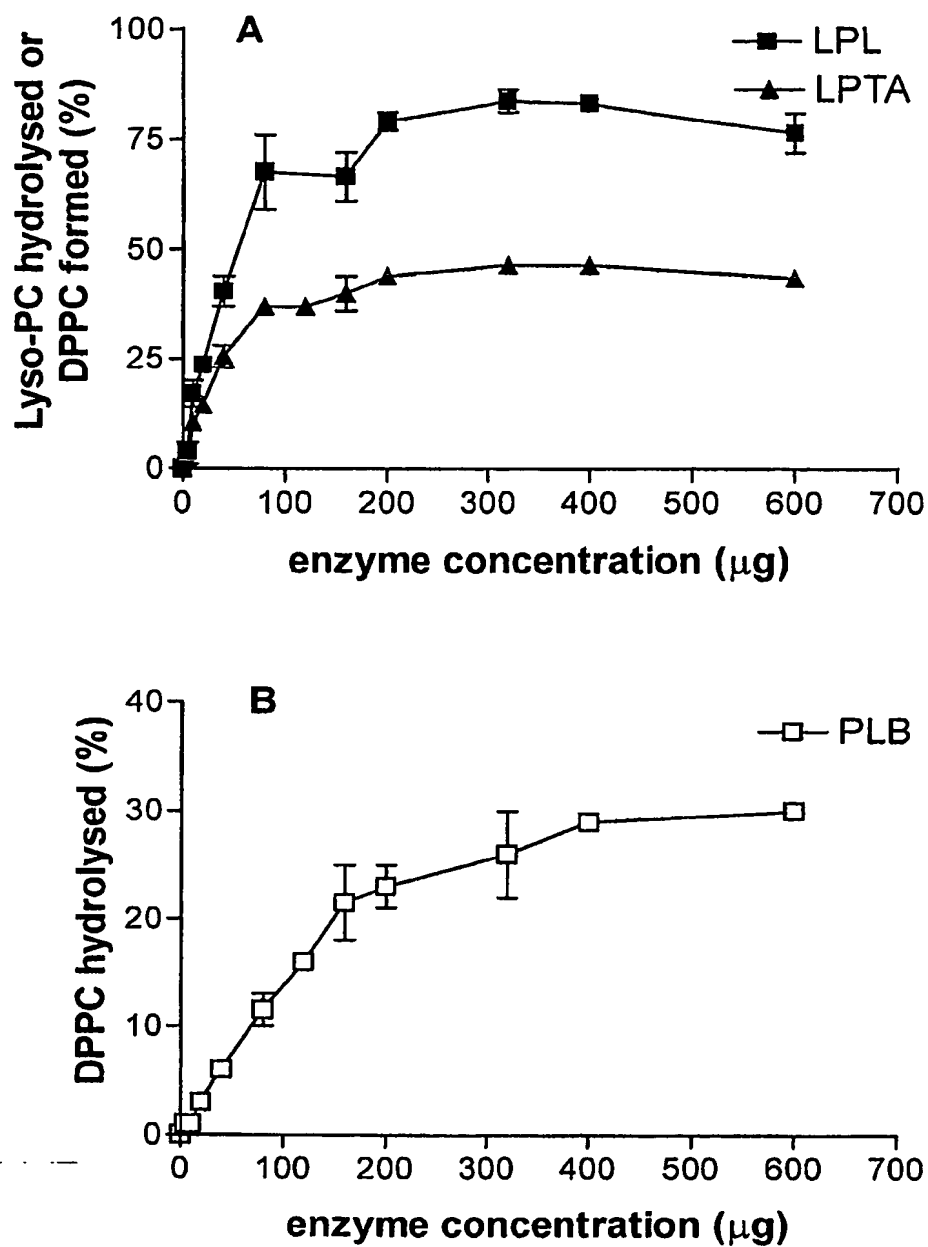 A
LPL
LPTA
Lyso-PC hydrolysed or
DPPC formed (%)
100
75
50
25
0
0 100 200 300 400 500 600 700
enzyme concentration (μg)
B
PLB
DPPC hydrolysed (%)
40
30
20
10
0
0 100 200 300 400 500 600 700
enzyme concentration (μg)